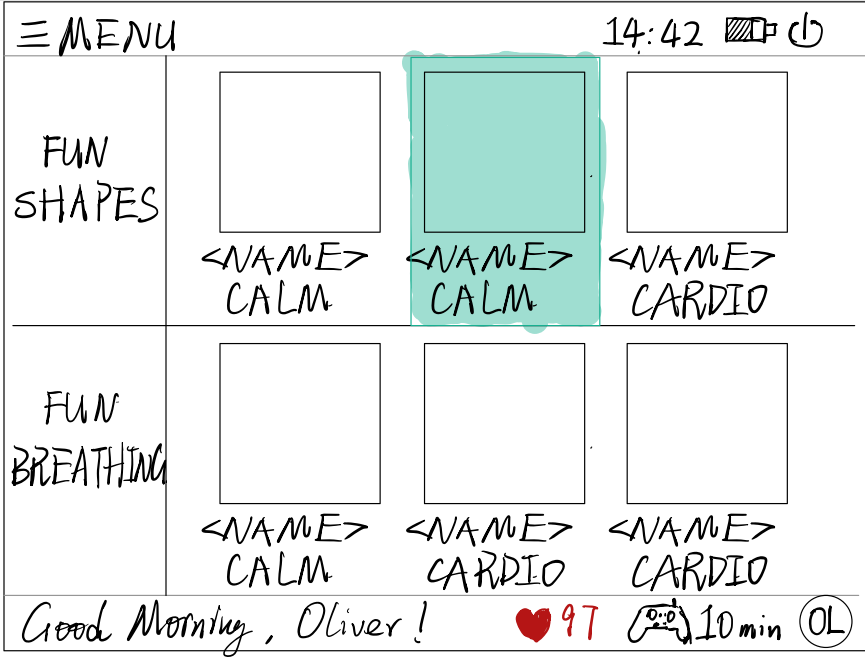 MENU 14:42
FUN
SHAPES
<NAME> <NAME> <NAME>
CALM CALM CARDIO
FUN
BREATHING
<NAME> <NAME> <NAME>
CALM CARDIO CARDIO
Good Morning, Oliver! 97 10 min OL